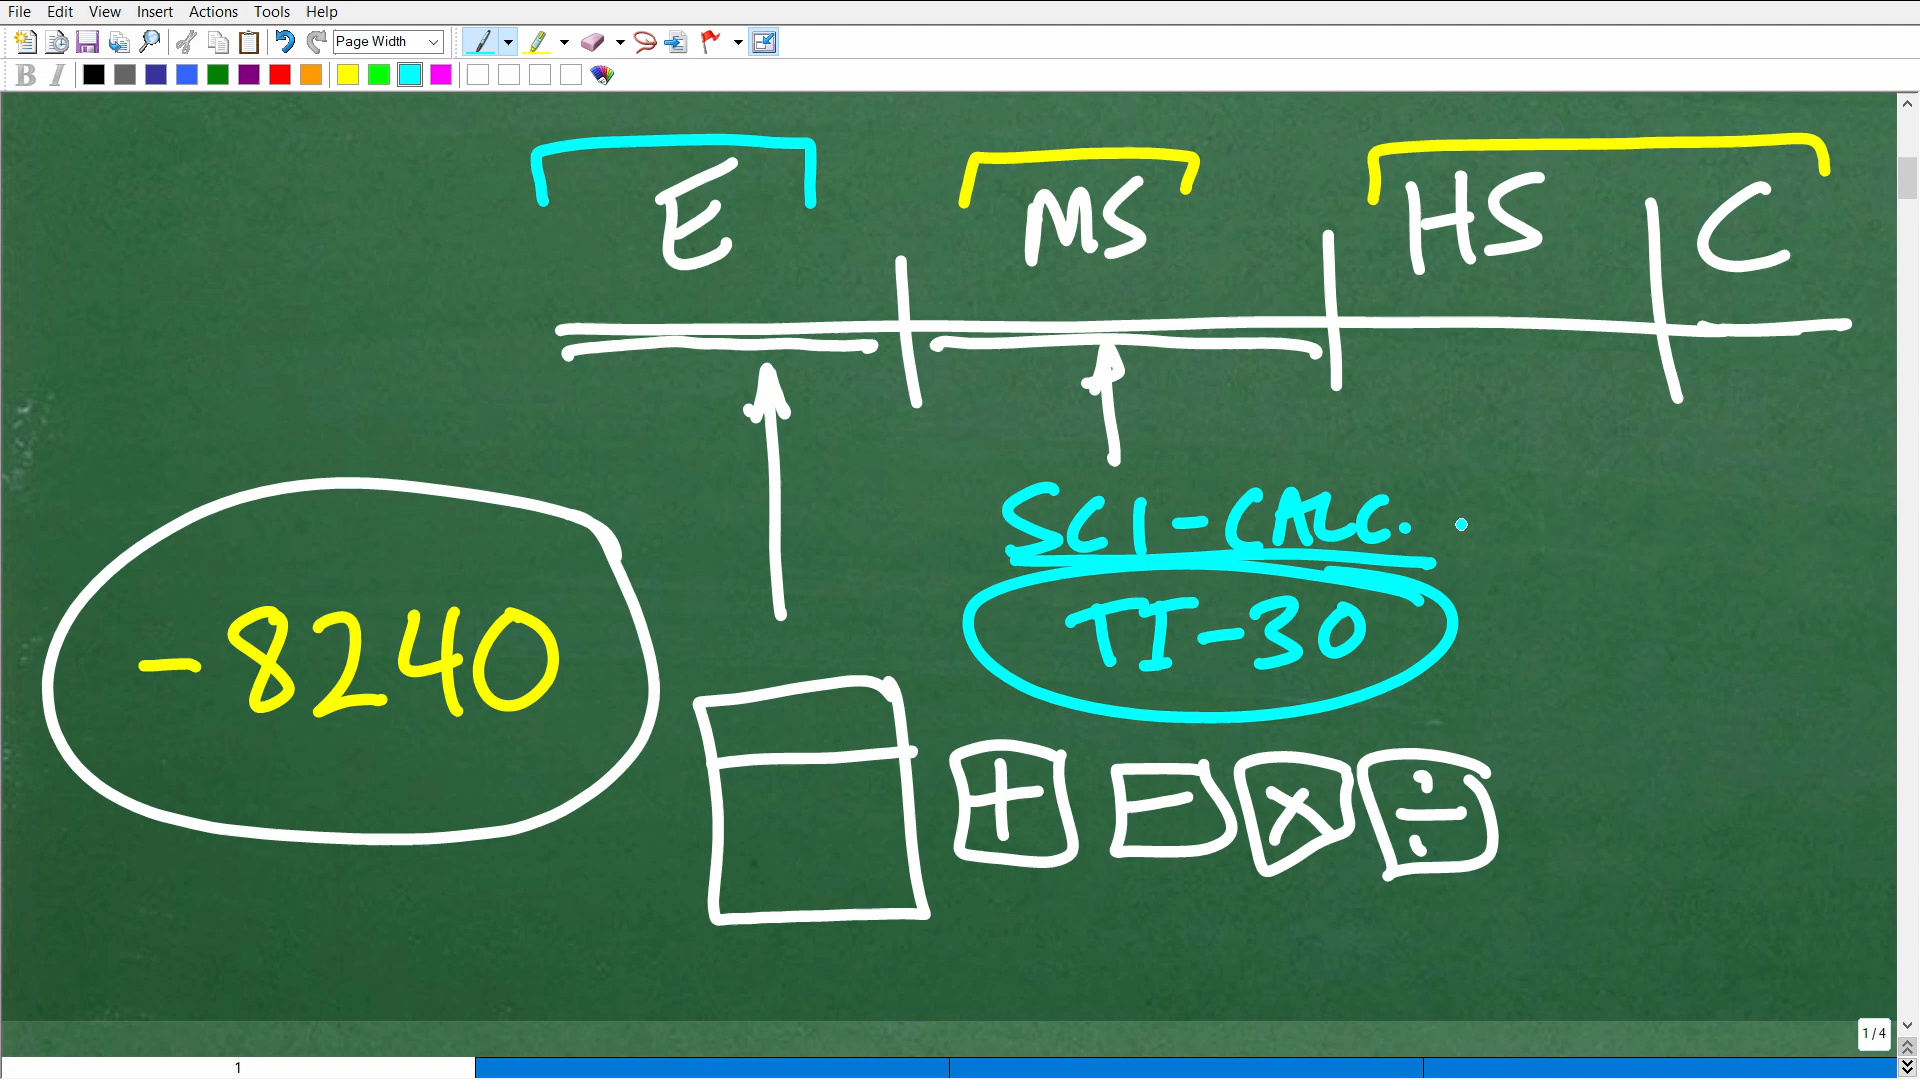 File Edit View Insert Actions Tools Help
Page Width
B I
E MS HS C
SCI-CALC.
TI-30
-8240
+ - × ÷
1 / 4
1